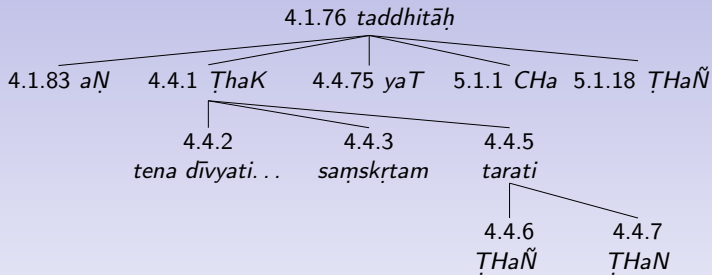 4.1.76 taddhitāḥ
4.1.83 aṆ 4.4.1 ṬhaK 4.4.75 yaT 5.1.1 CHa 5.1.18 ṬHaÑ
4.4.2 4.4.3 4.4.5
tena dīvyati... saṃskṛtam tarati
4.4.6 4.4.7
ṬHaÑ ṬHaN